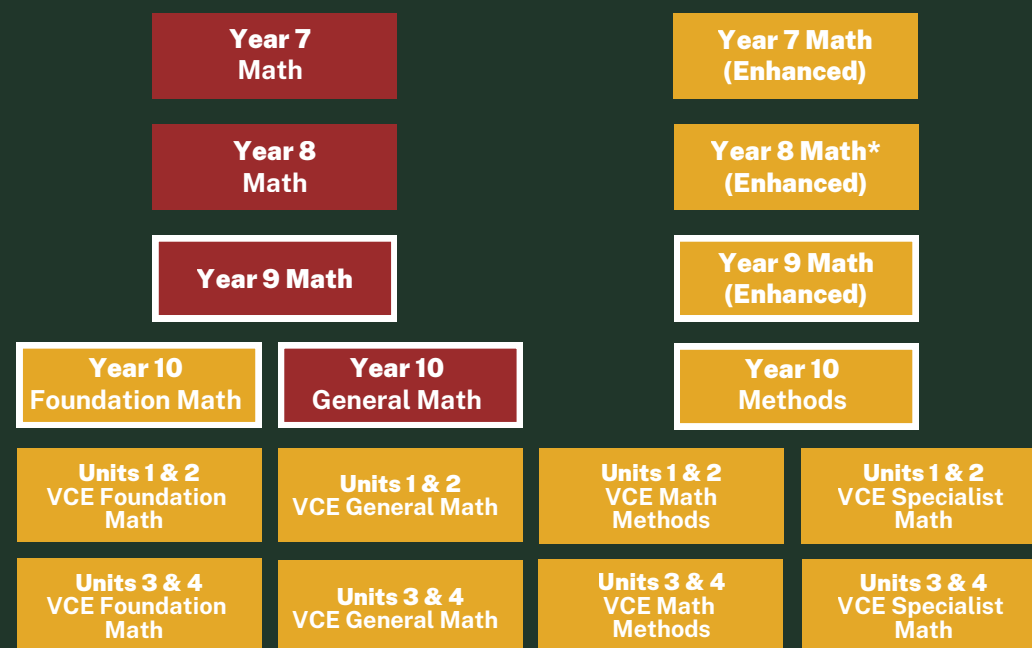 Year 7
Math
Year 7 Math
(Enhanced)
Year 8
Math
Year 8 Math*
(Enhanced)
Year 9 Math
Year 9 Math
(Enhanced)
Year 10
Foundation Math
Year 10
General Math
Year 10
Methods
Units 1 & 2
VCE Foundation
Math
Units 1 & 2
VCE General Math
Units 1 & 2
VCE Math
Methods
Units 1 & 2
VCE Specialist
Math
Units 3 & 4
VCE Foundation
Math
Units 3 & 4
VCE General Math
Units 3 & 4
VCE Math
Methods
Units 3 & 4
VCE Specialist
Math